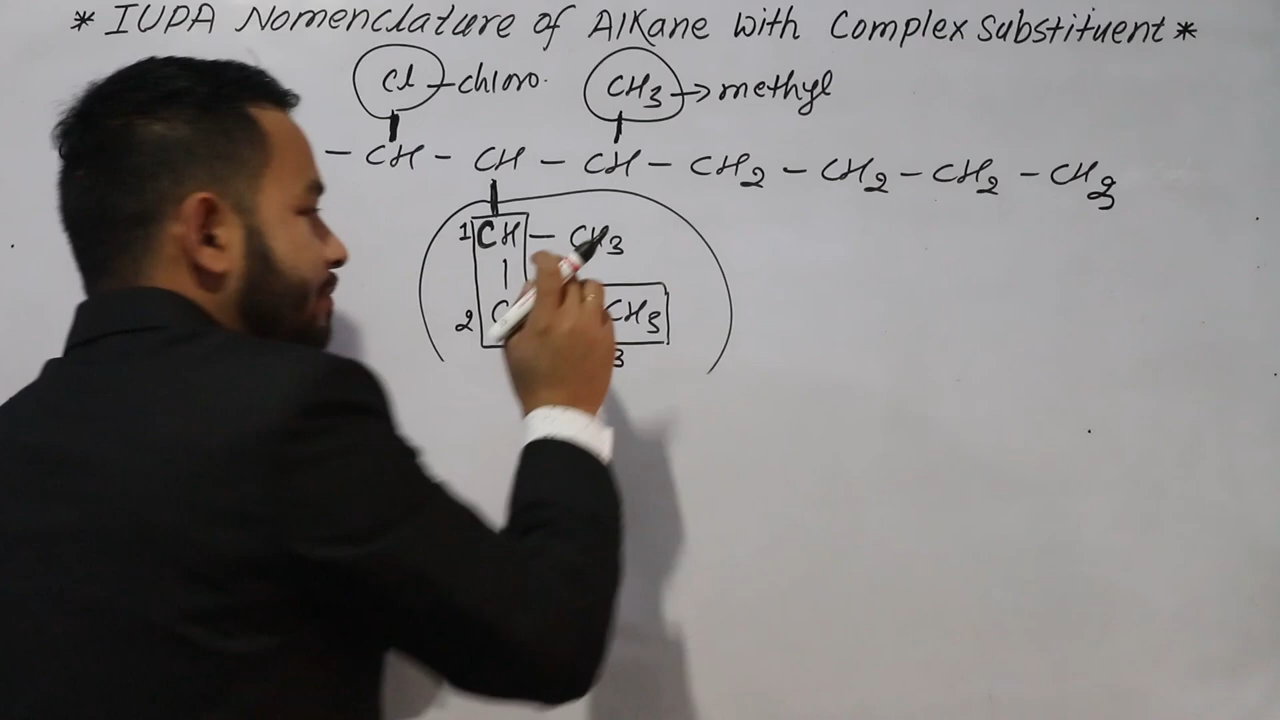 * IUPA Nomenclature of Alkane with Complex Substituent *
Cl - chloro. CH3 → methyl
- CH - CH - CH - CH2 - CH2 - CH2 - CH3
1 CH - CH3
2 C CH3
3